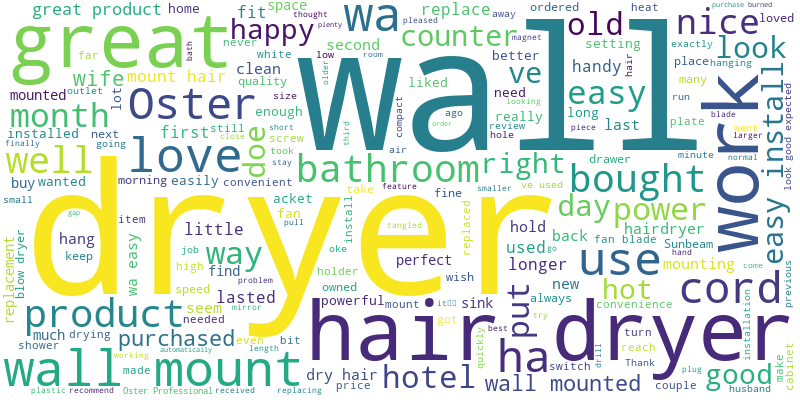 great product
home
space
ordered
away
heat
purchase
burned
great
happy
fit
thought
pleased
plenty
wa
replace
old
nice
loved
far
bath
never
white
second
low
magnet
counter
setting
exactly
wife
mount hair
clean
older
room
better
handy
place
hanging
look
mounted
outlet
lot
quality
liked
ve
need
hair
many
month
Oster
size
compact
looking
easy
long
run
blade
installed
next
first
still
screw
enough
ago
really
hole
last
plate
larger
want
finally
going
close
short
took
third
order
review
piece
minute
normal
well
love
doe
stay
air
bathroom
right
drawer
bought
work
easy install
buy
wanted
morning
easily
convenient
wall
look good expected
small
item
acket
take
feature
smaller
ve used
day
power
dryer
hang
keep
little
fan
install
pull
tangled
replaced
fine
hold
used
go
back
fan blade
hairdryer
Sunbeam
hand
come
previous
replacement
blow dryer
wa easy
job
way
gap
oke
perfect
wish
longer
mounting
high
speed
find
problem
holder
owned
new
hot
cord
convenience
product
seem
lasted
powerful
mount
it
sink
put
always
use
installation
much
drying
purchased
needed
mirror
even
bit
got
hair dryer
try
turn
reach
Thank
shower
working
automatically
length
quickly
best
ha
switch
drill
plug
make
cabinet
wall mount
made
dry hair
price
hotel
wall mounted
couple
good
husband
plastic
recommend
Oster Professional
received
replacing